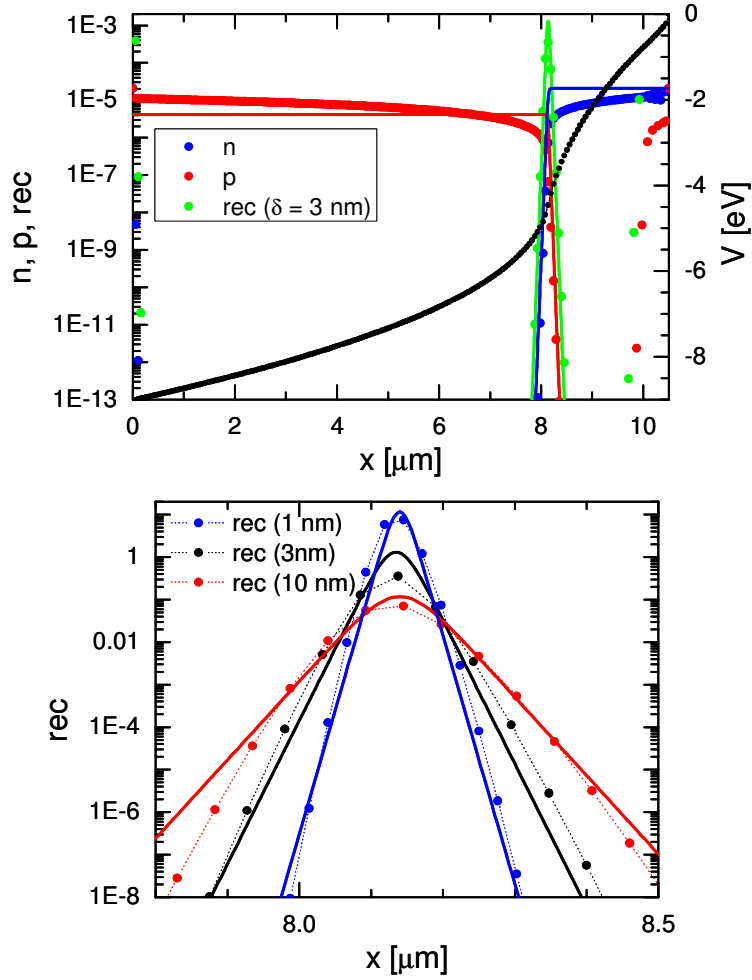 1E-3
1E-5
1E-7
1E-9
1E-11
1E-13
n, p, rec
n
p
rec (δ = 3 nm)
0
-2
-4
-6
-8
V [eV]
0 2 4 6 8 10
x [μm]
rec (1 nm)
rec (3nm)
rec (10 nm)
1
0.01
1E-4
1E-6
1E-8
rec
8.0 8.5
x [μm]